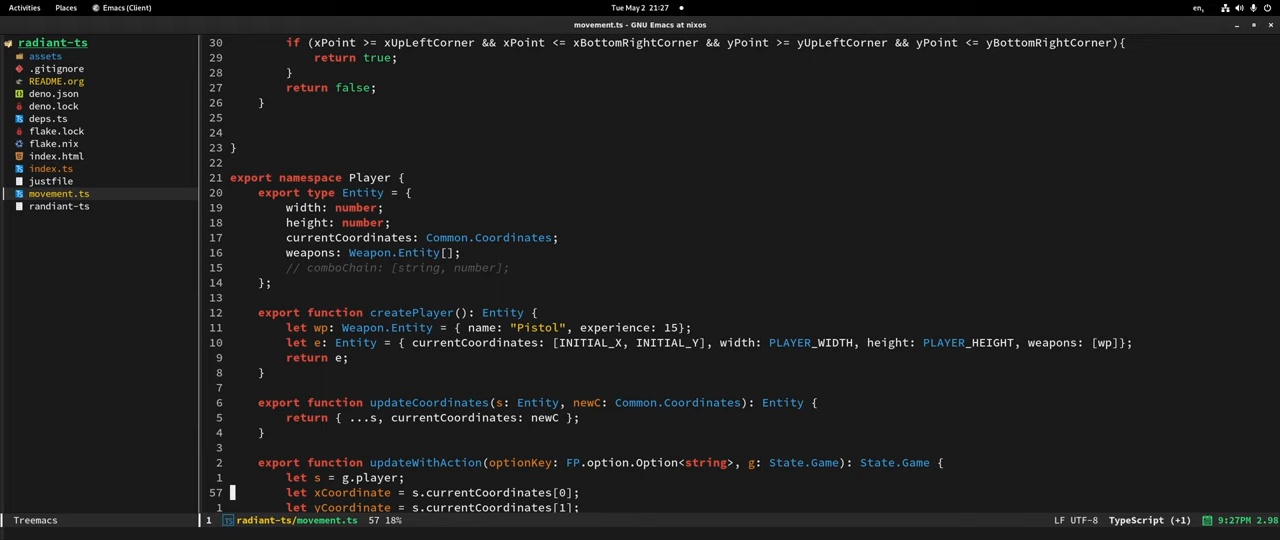 Activities Places Emacs (Client) Tue May 2 21:27 en,
movement.ts - GNU Emacs at nixos
radiant-ts
assets
.gitignore
README.org
deno.json
deno.lock
deps.ts
flake.lock
flake.nix
index.html
index.ts
justfile
movement.ts
randiant-ts
30 if (xPoint >= xUpLeftCorner && xPoint <= xBottomRightCorner && yPoint >= yUpLeftCorner && yPoint <= yBottomRightCorner){
29 return true;
28 }
27 return false;
26 }
25
24
23 }
22
21 export namespace Player {
20 export type Entity = {
19 width: number;
18 height: number;
17 currentCoordinates: Common.Coordinates;
16 weapons: Weapon.Entity[];
15 // comboChain: [string, number];
14 };
13
12 export function createPlayer(): Entity {
11 let wp: Weapon.Entity = { name: "Pistol", experience: 15};
10 let e: Entity = { currentCoordinates: [INITIAL_X, INITIAL_Y], width: PLAYER_WIDTH, height: PLAYER_HEIGHT, weapons: [wp]};
9 return e;
8 }
7
6 export function updateCoordinates(s: Entity, newC: Common.Coordinates): Entity {
5 return { ...s, currentCoordinates: newC };
4 }
3
2 export function updateWithAction(optionKey: FP.option.Option<string>, g: State.Game): State.Game {
1 let s = g.player;
57 let xCoordinate = s.currentCoordinates[0];
1 let yCoordinate = s.currentCoordinates[1];
Treemacs 1 radiant-ts/movement.ts 57 18% LF UTF-8 TypeScript (+1) 9:27PM 2.98